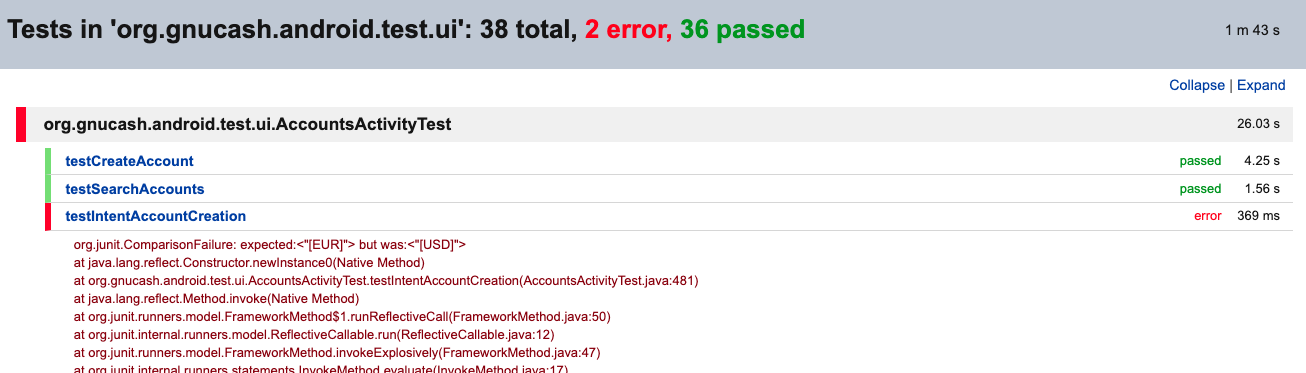 Tests in 'org.gnucash.android.test.ui': 38 total, 2 error, 36 passed 1 m 43 s
Collapse | Expand
org.gnucash.android.test.ui.AccountsActivityTest 26.03 s
testCreateAccount passed 4.25 s
testSearchAccounts passed 1.56 s
testIntentAccountCreation error 369 ms
org.junit.ComparisonFailure: expected:<"[EUR]"> but was:<"[USD]">
at java.lang.reflect.Constructor.newInstance0(Native Method)
at org.gnucash.android.test.ui.AccountsActivityTest.testIntentAccountCreation(AccountsActivityTest.java:481)
at java.lang.reflect.Method.invoke(Native Method)
at org.junit.runners.model.FrameworkMethod$1.runReflectiveCall(FrameworkMethod.java:50)
at org.junit.internal.runners.model.ReflectiveCallable.run(ReflectiveCallable.java:12)
at org.junit.runners.model.FrameworkMethod.invokeExplosively(FrameworkMethod.java:47)
at org.junit.internal.runners.statements.InvokeMethod.evaluate(InvokeMethod.java:17)